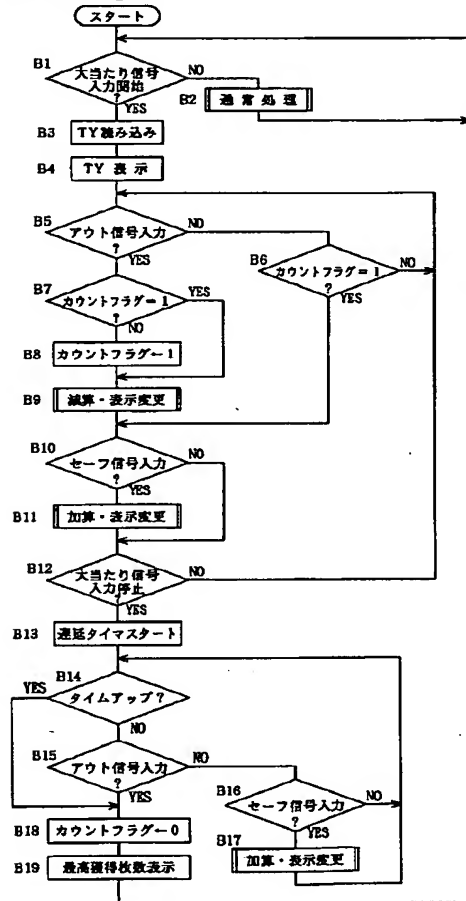 スタート
B1
大当たり信号
入力開始
?
NO
YES
B2
通常処理
B3
TY読み込み
B4
TY 表示
B5
アウト信号入力
?
NO
YES
B6
カウントフラグ=1
?
NO
YES
B7
カウントフラグ=1
?
YES
NO
B8
カウントフラグ←1
B9
減算・表示変更
B10
セーフ信号入力
?
NO
YES
B11
加算・表示変更
B12
大当たり信号
入力停止
?
NO
YES
B13
遅延タイマスタート
B14
YES
タイムアップ?
NO
B15
アウト信号入力
?
NO
YES
B16
セーフ信号入力
?
NO
YES
B17
加算・表示変更
B18
カウントフラグ←0
B19
最高獲得枚数表示